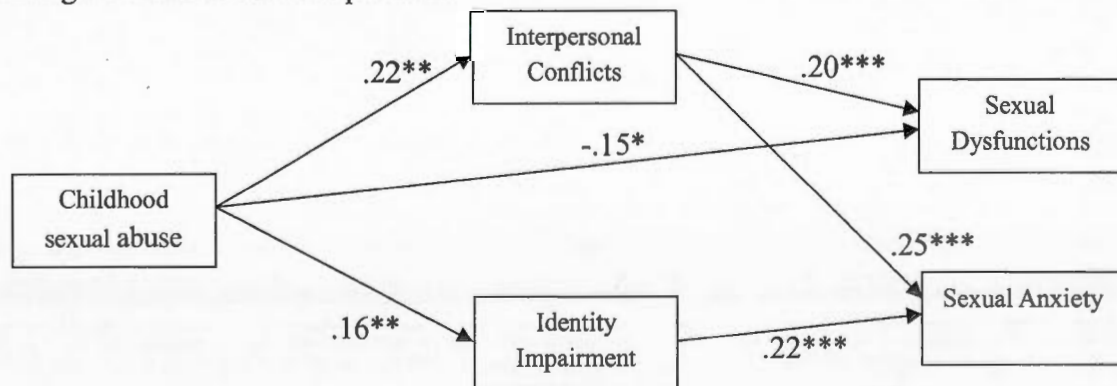 Interpersonal
Conflicts
.22**
.20***
Sexual
Dysfunctions
-.15*
Childhood
sexual abuse
.25***
Sexual Anxiety
.16**
Identity
Impairment
.22***